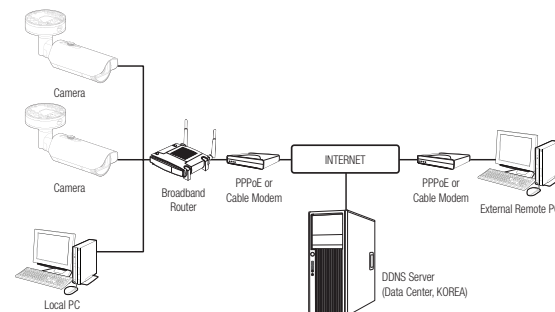 Camera
Camera
Local PC
Broadband
Router
PPPoE or
Cable Modem
INTERNET
DDNS Server
(Data Center, KOREA)
PPPoE or
Cable Modem
External Remote